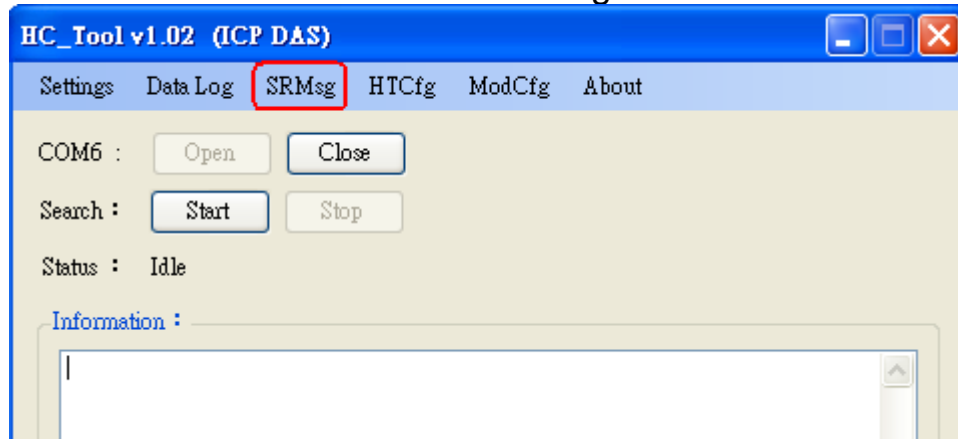 HC_Tool v1.02 (ICP DAS)
Settings Data Log SRMsg HTCfg ModCfg About
COM6 : Open Close
Search : Start Stop
Status : Idle
Information :